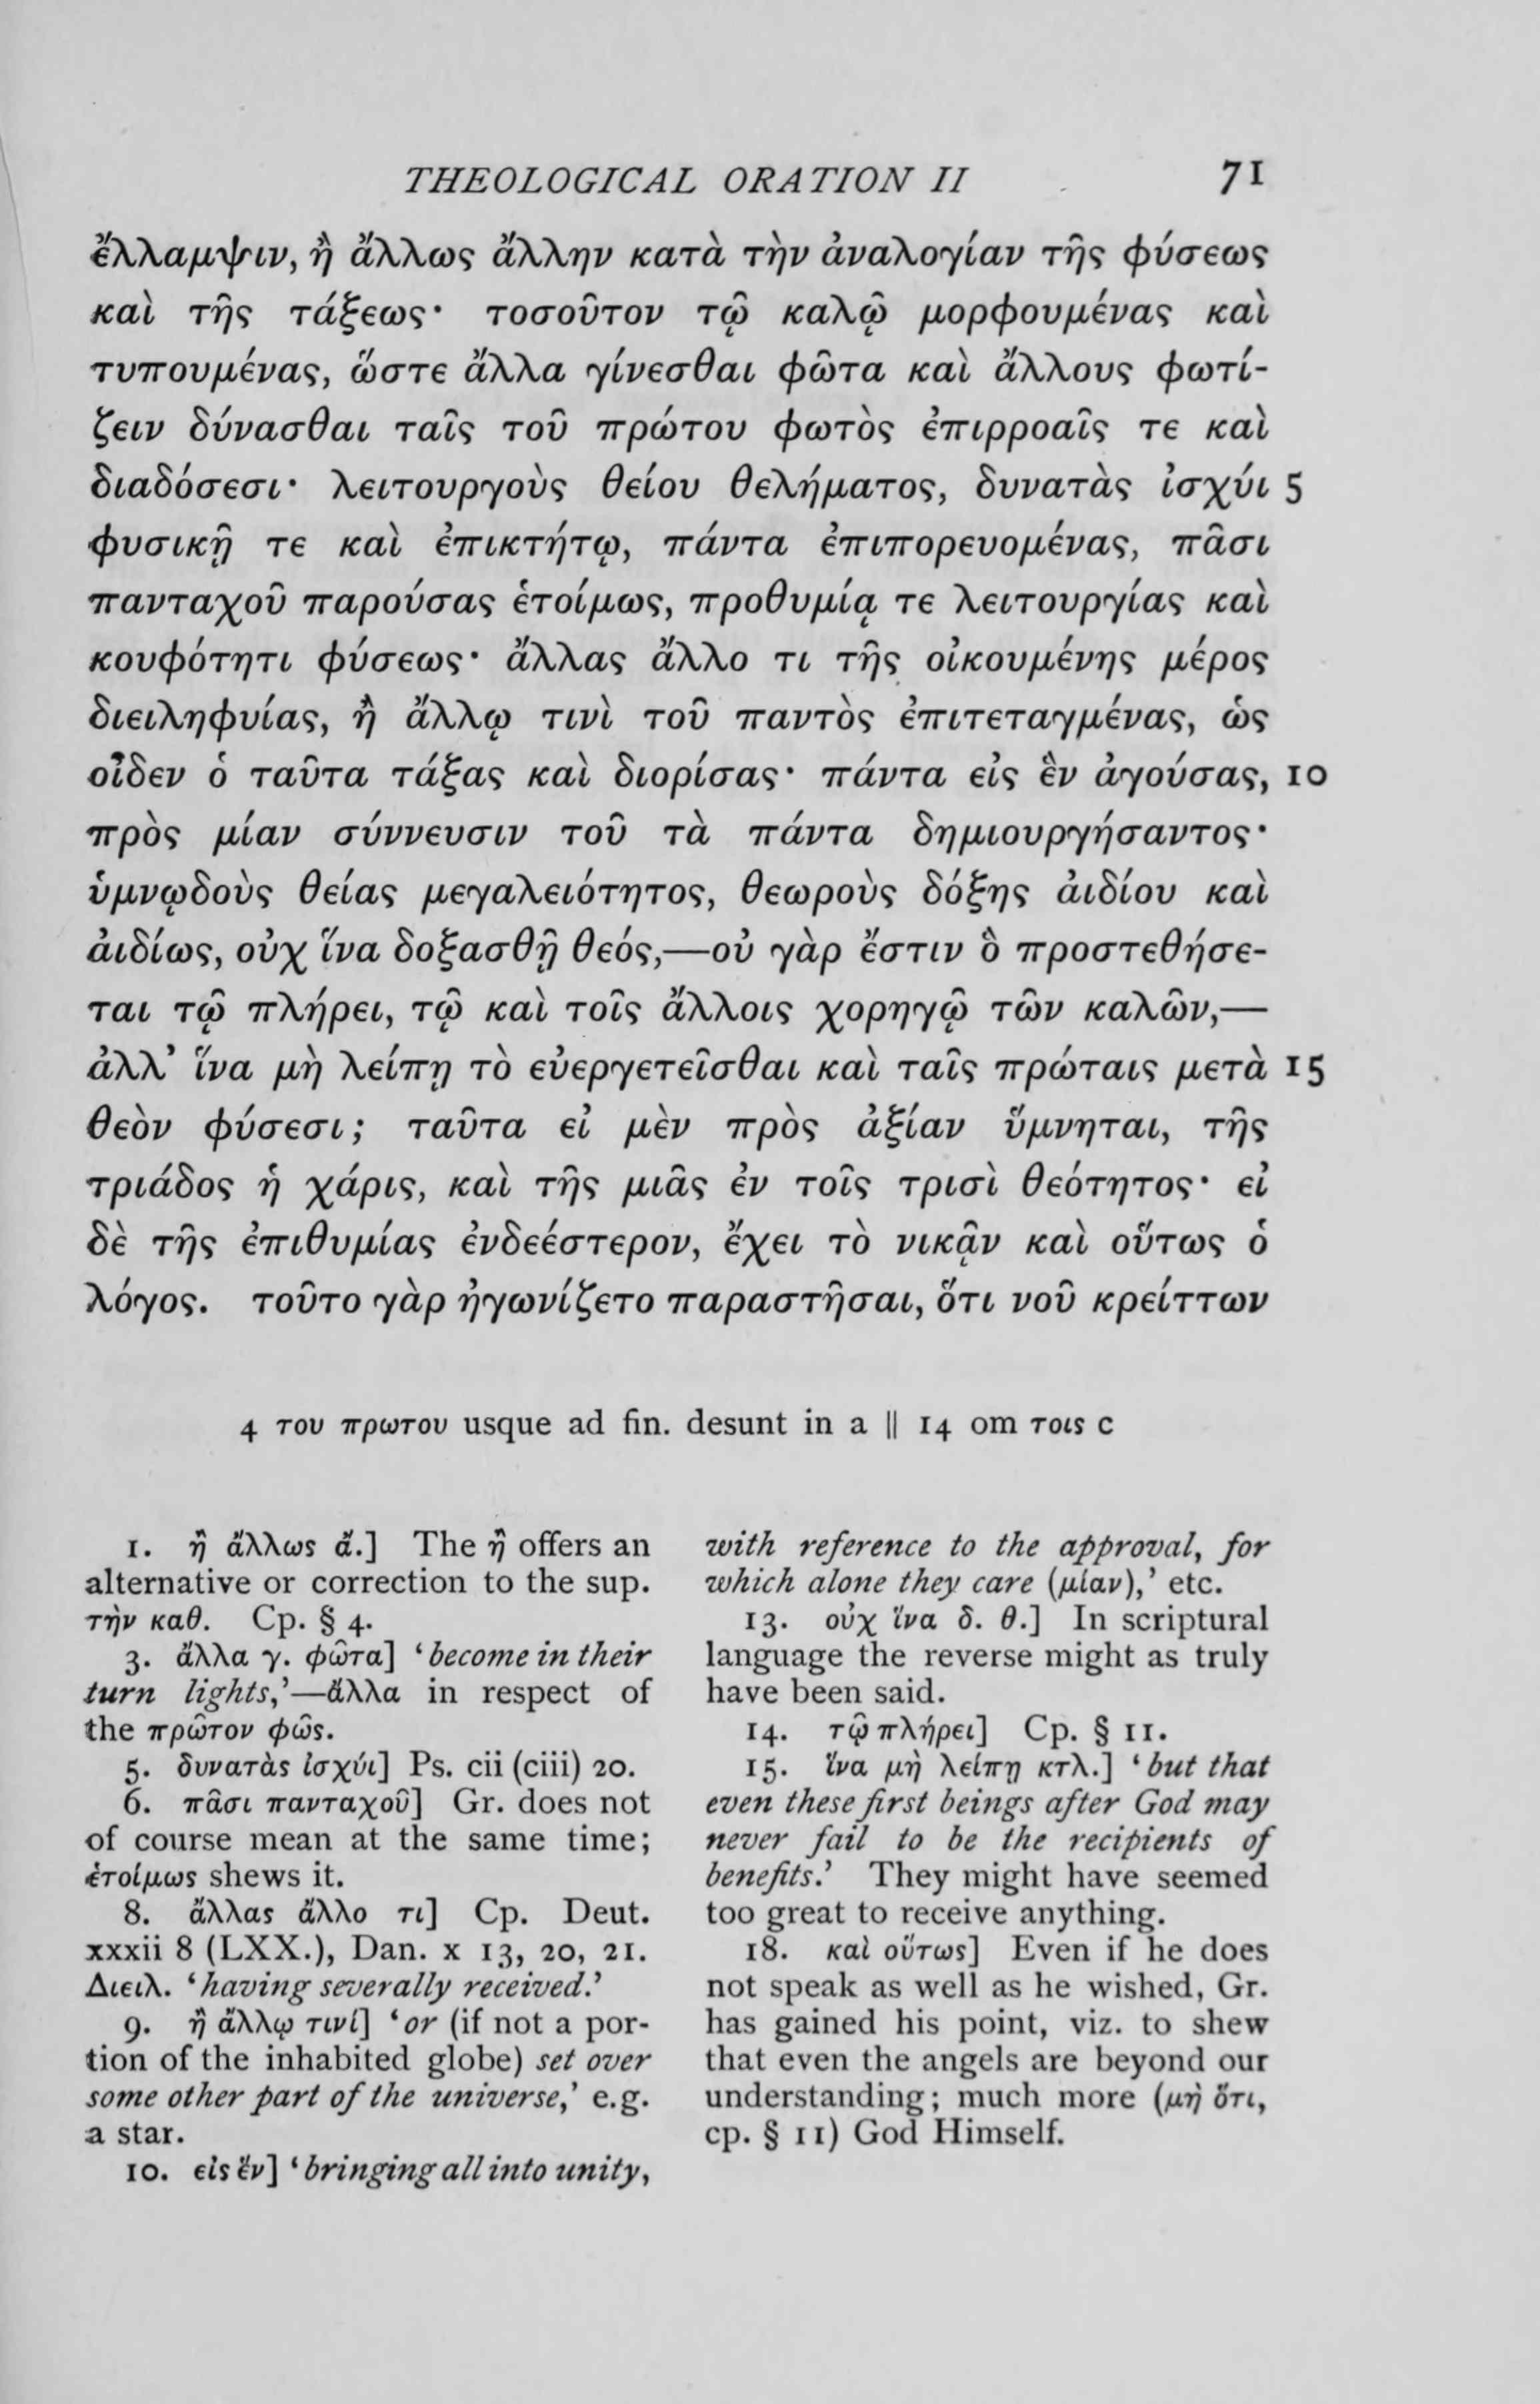 THEOLOGICAL ORATION II 71
ἔλλαμψιν, ἢ ἄλλως ἄλλην κατὰ τὴν ἀναλογίαν τῆς φύσεως
καὶ τῆς τάξεως· τοσοῦτον τῷ καλῷ μορφουμένας καὶ
τυπουμένας, ὥστε ἄλλα γίνεσθαι φῶτα καὶ ἄλλους φωτί-
ζειν δύνασθαι ταῖς τοῦ πρώτου φωτὸς ἐπιρροαῖς τε καὶ
διαδόσεσι· λειτουργοὺς θείου θελήματος, δυνατὰς ἰσχύι 5
φυσικῇ τε καὶ ἐπικτήτῳ, πάντα ἐπιπορευομένας, πᾶσι
πανταχοῦ παρούσας ἑτοίμως, προθυμίᾳ τε λειτουργίας καὶ
κουφότητι φύσεως· ἄλλας ἄλλο τι τῆς οἰκουμένης μέρος
διειληφυίας, ἢ ἄλλῳ τινὶ τοῦ παντὸς ἐπιτεταγμένας, ὡς
οἶδεν ὁ ταῦτα τάξας καὶ διορίσας· πάντα εἰς ἓν ἀγούσας, 10
πρὸς μίαν σύννευσιν τοῦ τὰ πάντα δημιουργήσαντος·
ὑμνῳδοὺς θείας μεγαλειότητος, θεωροὺς δόξης ἀιδίου καὶ
ἀιδίως, οὐχ ἵνα δοξασθῇ θεός,—οὐ γὰρ ἔστιν ὃ προστεθήσε-
ται τῷ πλήρει, τῷ καὶ τοῖς ἄλλοις χορηγῷ τῶν καλῶν,—
ἀλλ’ ἵνα μὴ λείπῃ τὸ εὐεργετεῖσθαι καὶ ταῖς πρώταις μετὰ 15
θεὸν φύσεσι; ταῦτα εἰ μὲν πρὸς ἀξίαν ὕμνηται, τῆς
τριάδος ἡ χάρις, καὶ τῆς μιᾶς ἐν τοῖς τρισὶ θεότητος· εἰ
δὲ τῆς ἐπιθυμίας ἐνδεέστερον, ἔχει τὸ νικᾷν καὶ οὕτως ὁ
λόγος. τοῦτο γὰρ ἠγωνίζετο παραστῆσαι, ὅτι νοῦ κρείττων
4 του πρωτου usque ad fin. desunt in a || 14 om τοις c
1. ἢ ἄλλως ἄ.] The ἢ offers an
alternative or correction to the sup.
τὴν καθ. Cp. § 4.
3. ἄλλα γ. φῶτα] ‘become in their
turn lights,’—ἄλλα in respect of
the πρῶτον φῶς.
5. δυνατὰς ἰσχύι] Ps. cii (ciii) 20.
6. πᾶσι πανταχοῦ] Gr. does not
of course mean at the same time;
ἑτοίμως shews it.
8. ἄλλας ἄλλο τι] Cp. Deut.
xxxii 8 (LXX.), Dan. x 13, 20, 21.
Διειλ. ‘having severally received.’
9. ἢ ἄλλῳ τινί] ‘or (if not a por-
tion of the inhabited globe) set over
some other part of the universe,’ e.g.
a star.
10. εἰς ἕν] ‘bringing all into unity,
with reference to the approval, for
which alone they care (μίαν),’ etc.
13. οὐχ ἵνα δ. θ.] In scriptural
language the reverse might as truly
have been said.
14. τῷ πλήρει] Cp. § 11.
15. ἵνα μὴ λείπῃ κτλ.] ‘but that
even these first beings after God may
never fail to be the recipients of
benefits.’ They might have seemed
too great to receive anything.
18. καὶ οὕτως] Even if he does
not speak as well as he wished, Gr.
has gained his point, viz. to shew
that even the angels are beyond our
understanding; much more (μὴ ὅτι,
cp. § 11) God Himself.